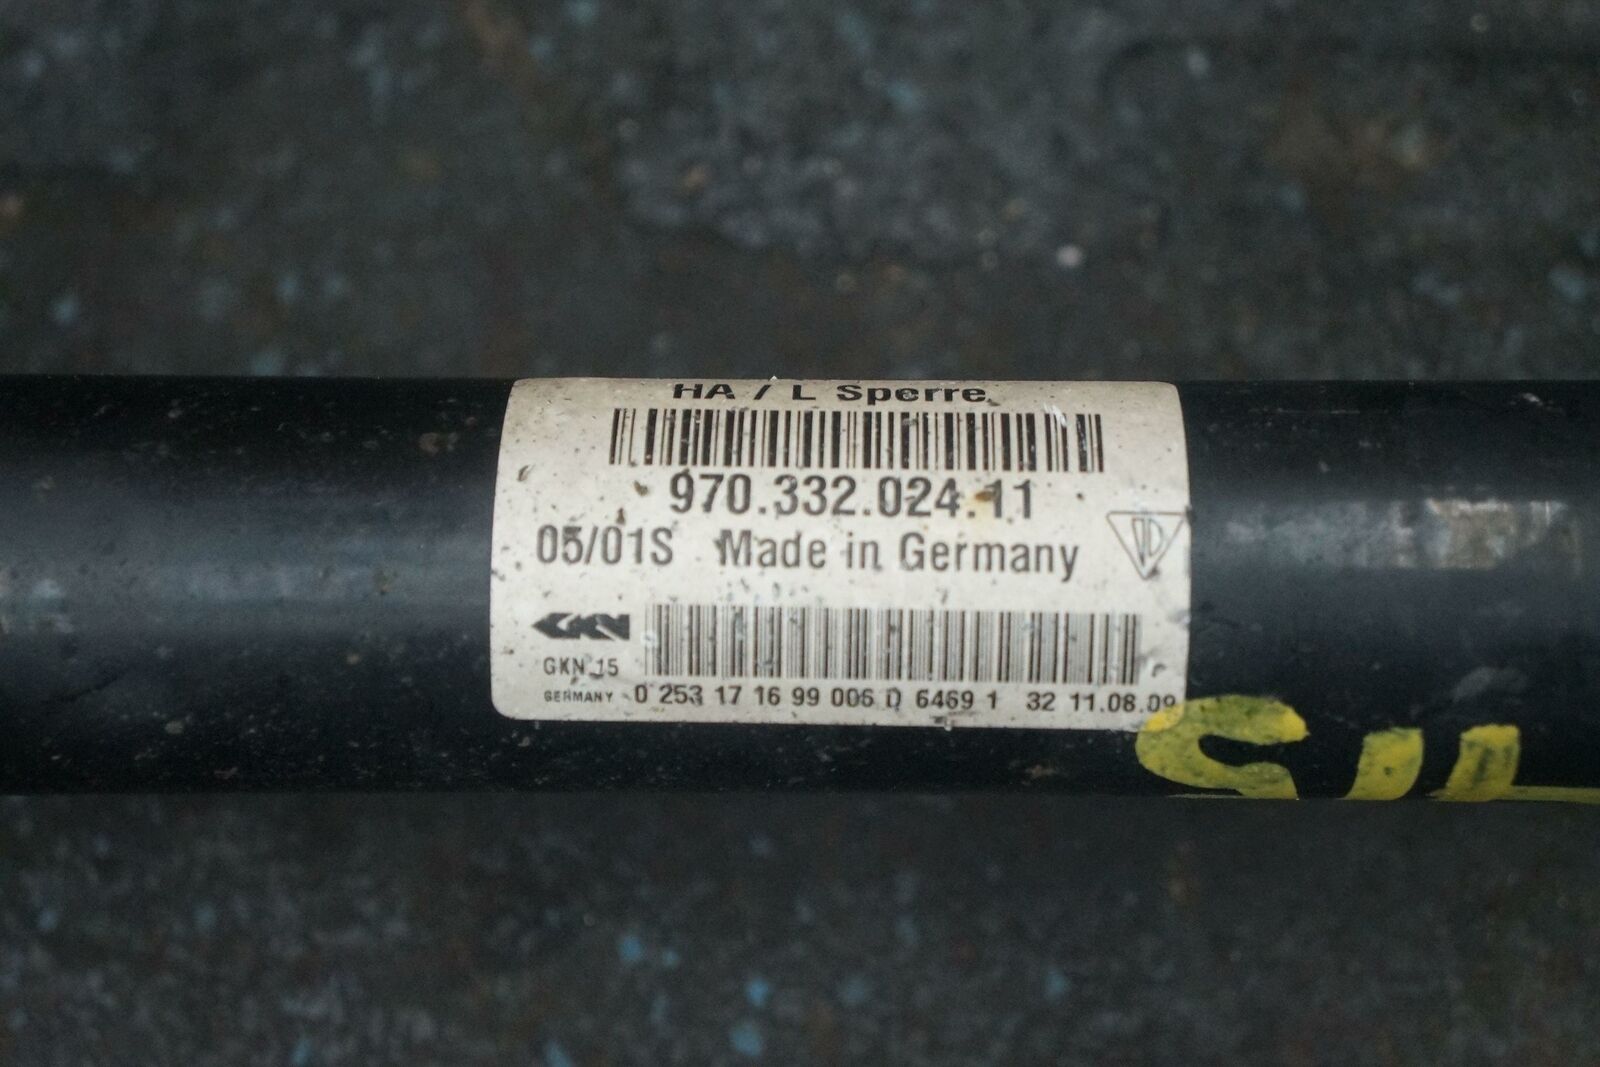 HA / L Sperre
970.332.024.11
05/01S Made in Germany
GKN
GKN 15
GERMANY 0 253 17 16 99 006 D 6469 1 32 11.08.09